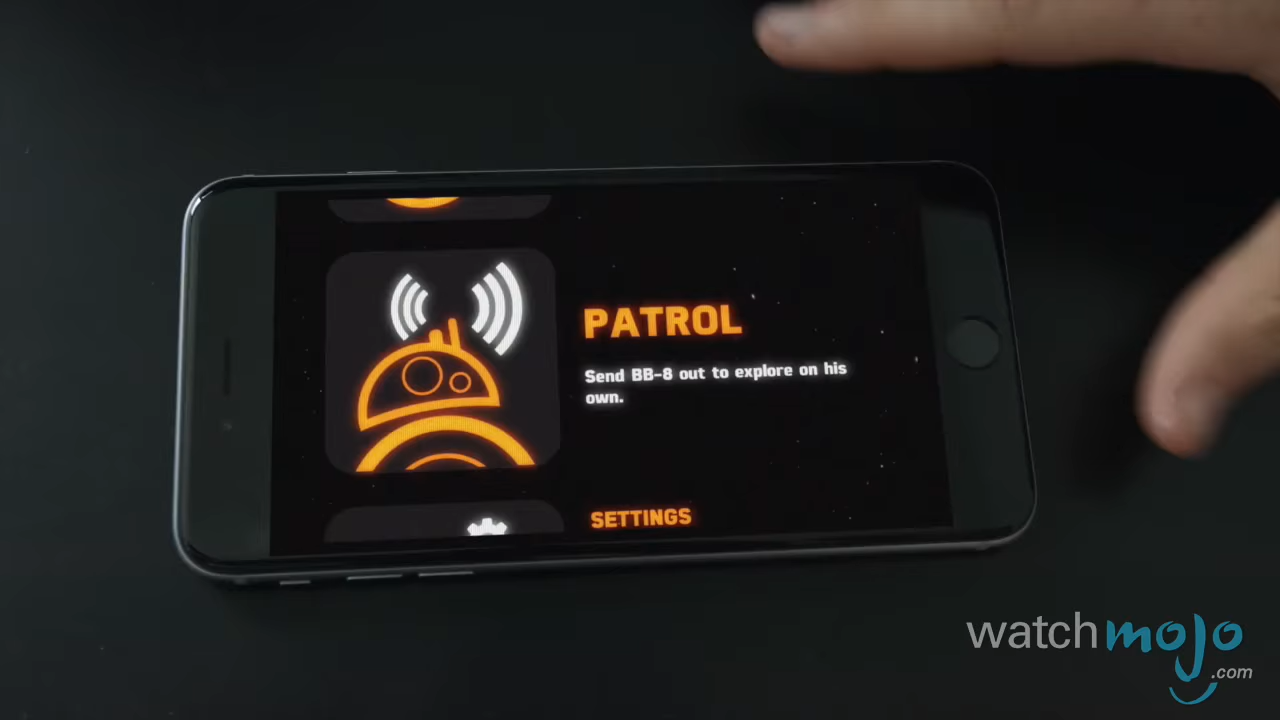 PATROL
Send BB-8 out to explore on his
own.
SETTINGS
watchmojo
.com